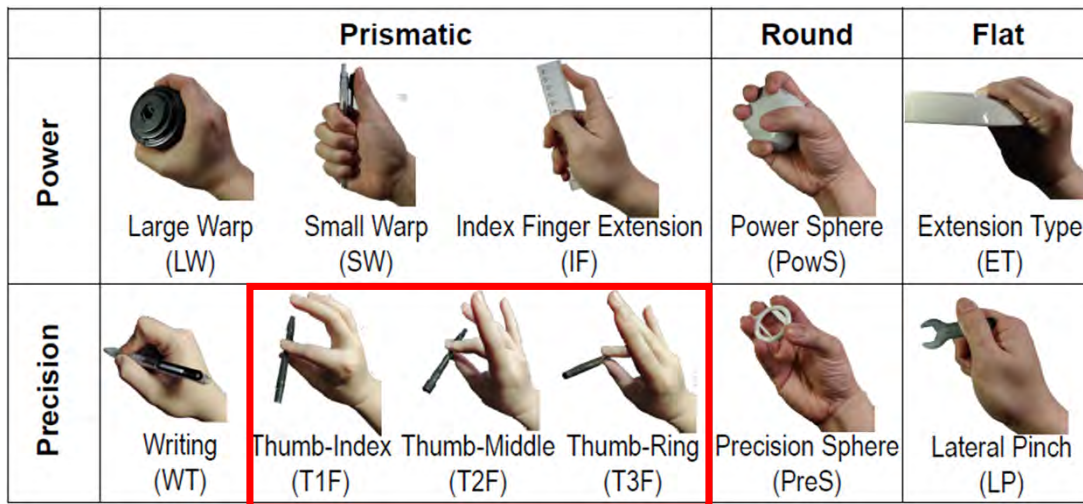 Prismatic Round Flat
Power
Large Warp Small Warp Index Finger Extension Power Sphere Extension Type
(LW) (SW) (IF) (PowS) (ET)
Precision
Writing Thumb-Index Thumb-Middle Thumb-Ring Precision Sphere Lateral Pinch
(WT) (T1F) (T2F) (T3F) (PreS) (LP)